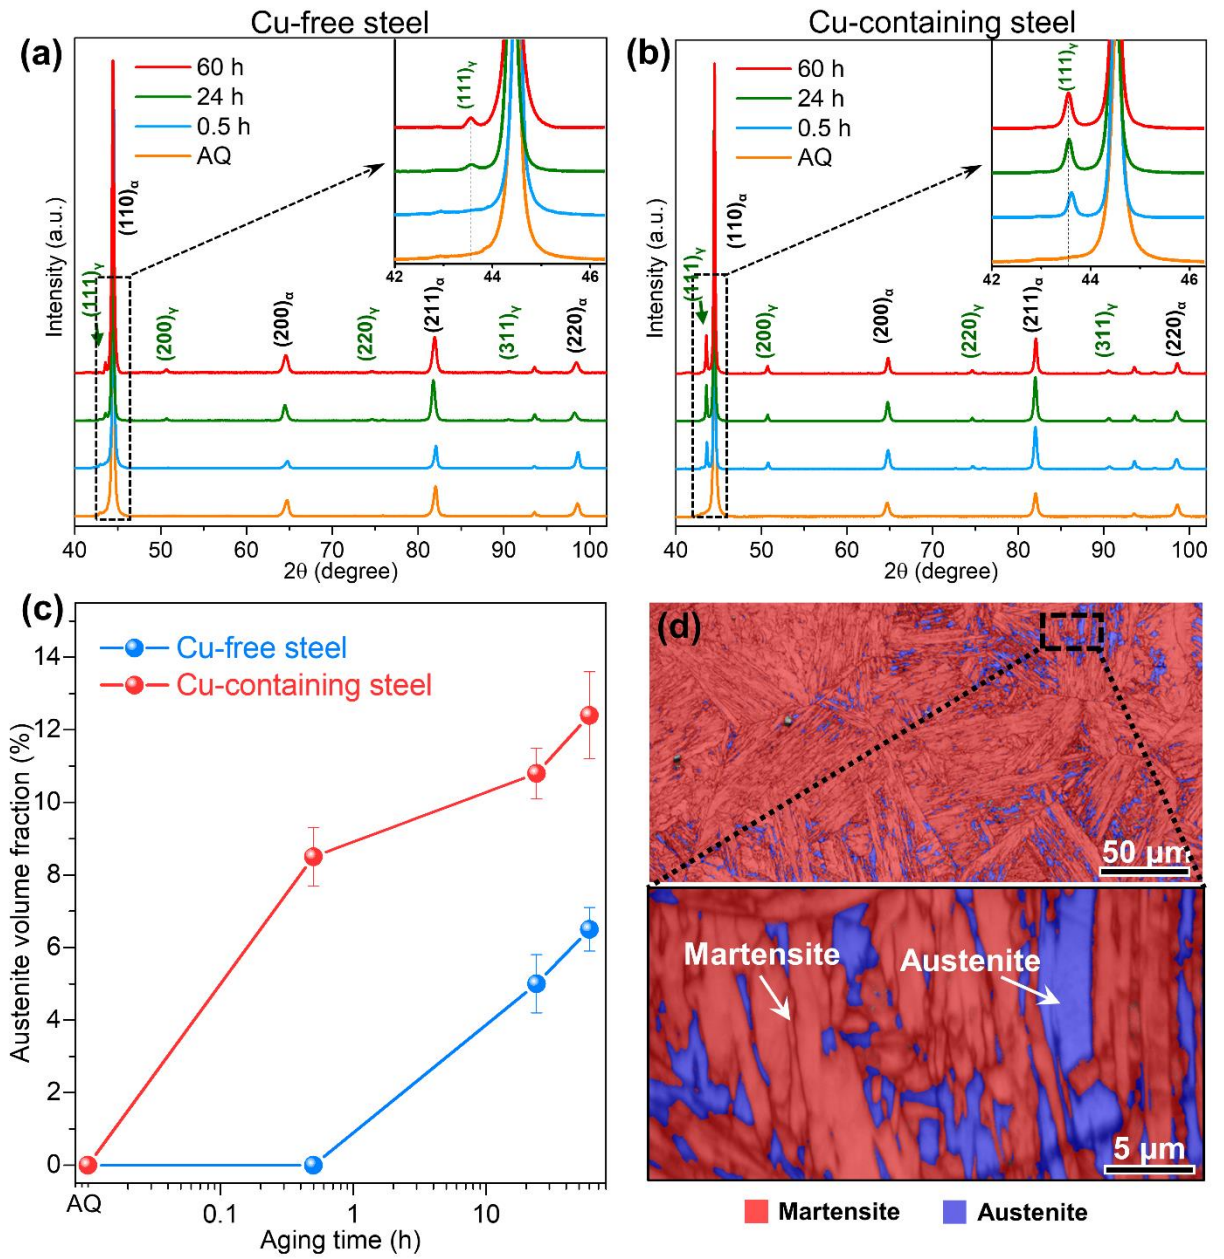 Cu-free steel
(a)
60 h
24 h
0.5 h
AQ
(111)γ
42 44 46
(110)α
(111)γ
(200)γ
(200)α
(220)γ
(211)α
(311)γ
(220)α
Intensity (a.u.)
40 50 60 70 80 90 100
2θ (degree)
Cu-containing steel
(b)
60 h
24 h
0.5 h
AQ
(111)γ
42 44 46
(110)α
(111)γ
(200)γ
(200)α
(220)γ
(211)α
(311)γ
(220)α
Intensity (a.u.)
40 50 60 70 80 90 100
2θ (degree)
(c)
Cu-free steel
Cu-containing steel
Austenite volume fraction (%)
14
12
10
8
6
4
2
0
AQ 0.1 1 10
Aging time (h)
(d)
50 μm
Martensite
Austenite
5 μm
Martensite Austenite